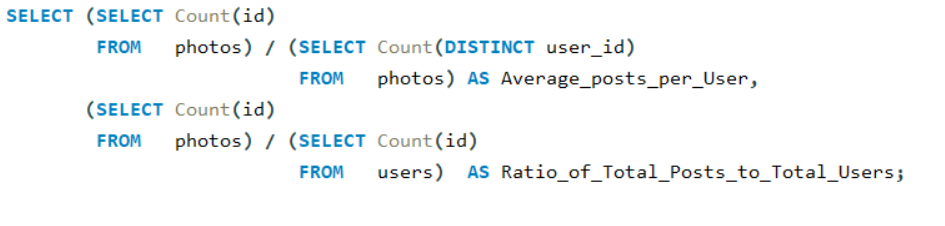 SELECT (SELECT Count(id)
FROM photos) / (SELECT Count(DISTINCT user_id)
FROM photos) AS Average_posts_per_User,
(SELECT Count(id)
FROM photos) / (SELECT Count(id)
FROM users) AS Ratio_of_Total_Posts_to_Total_Users;